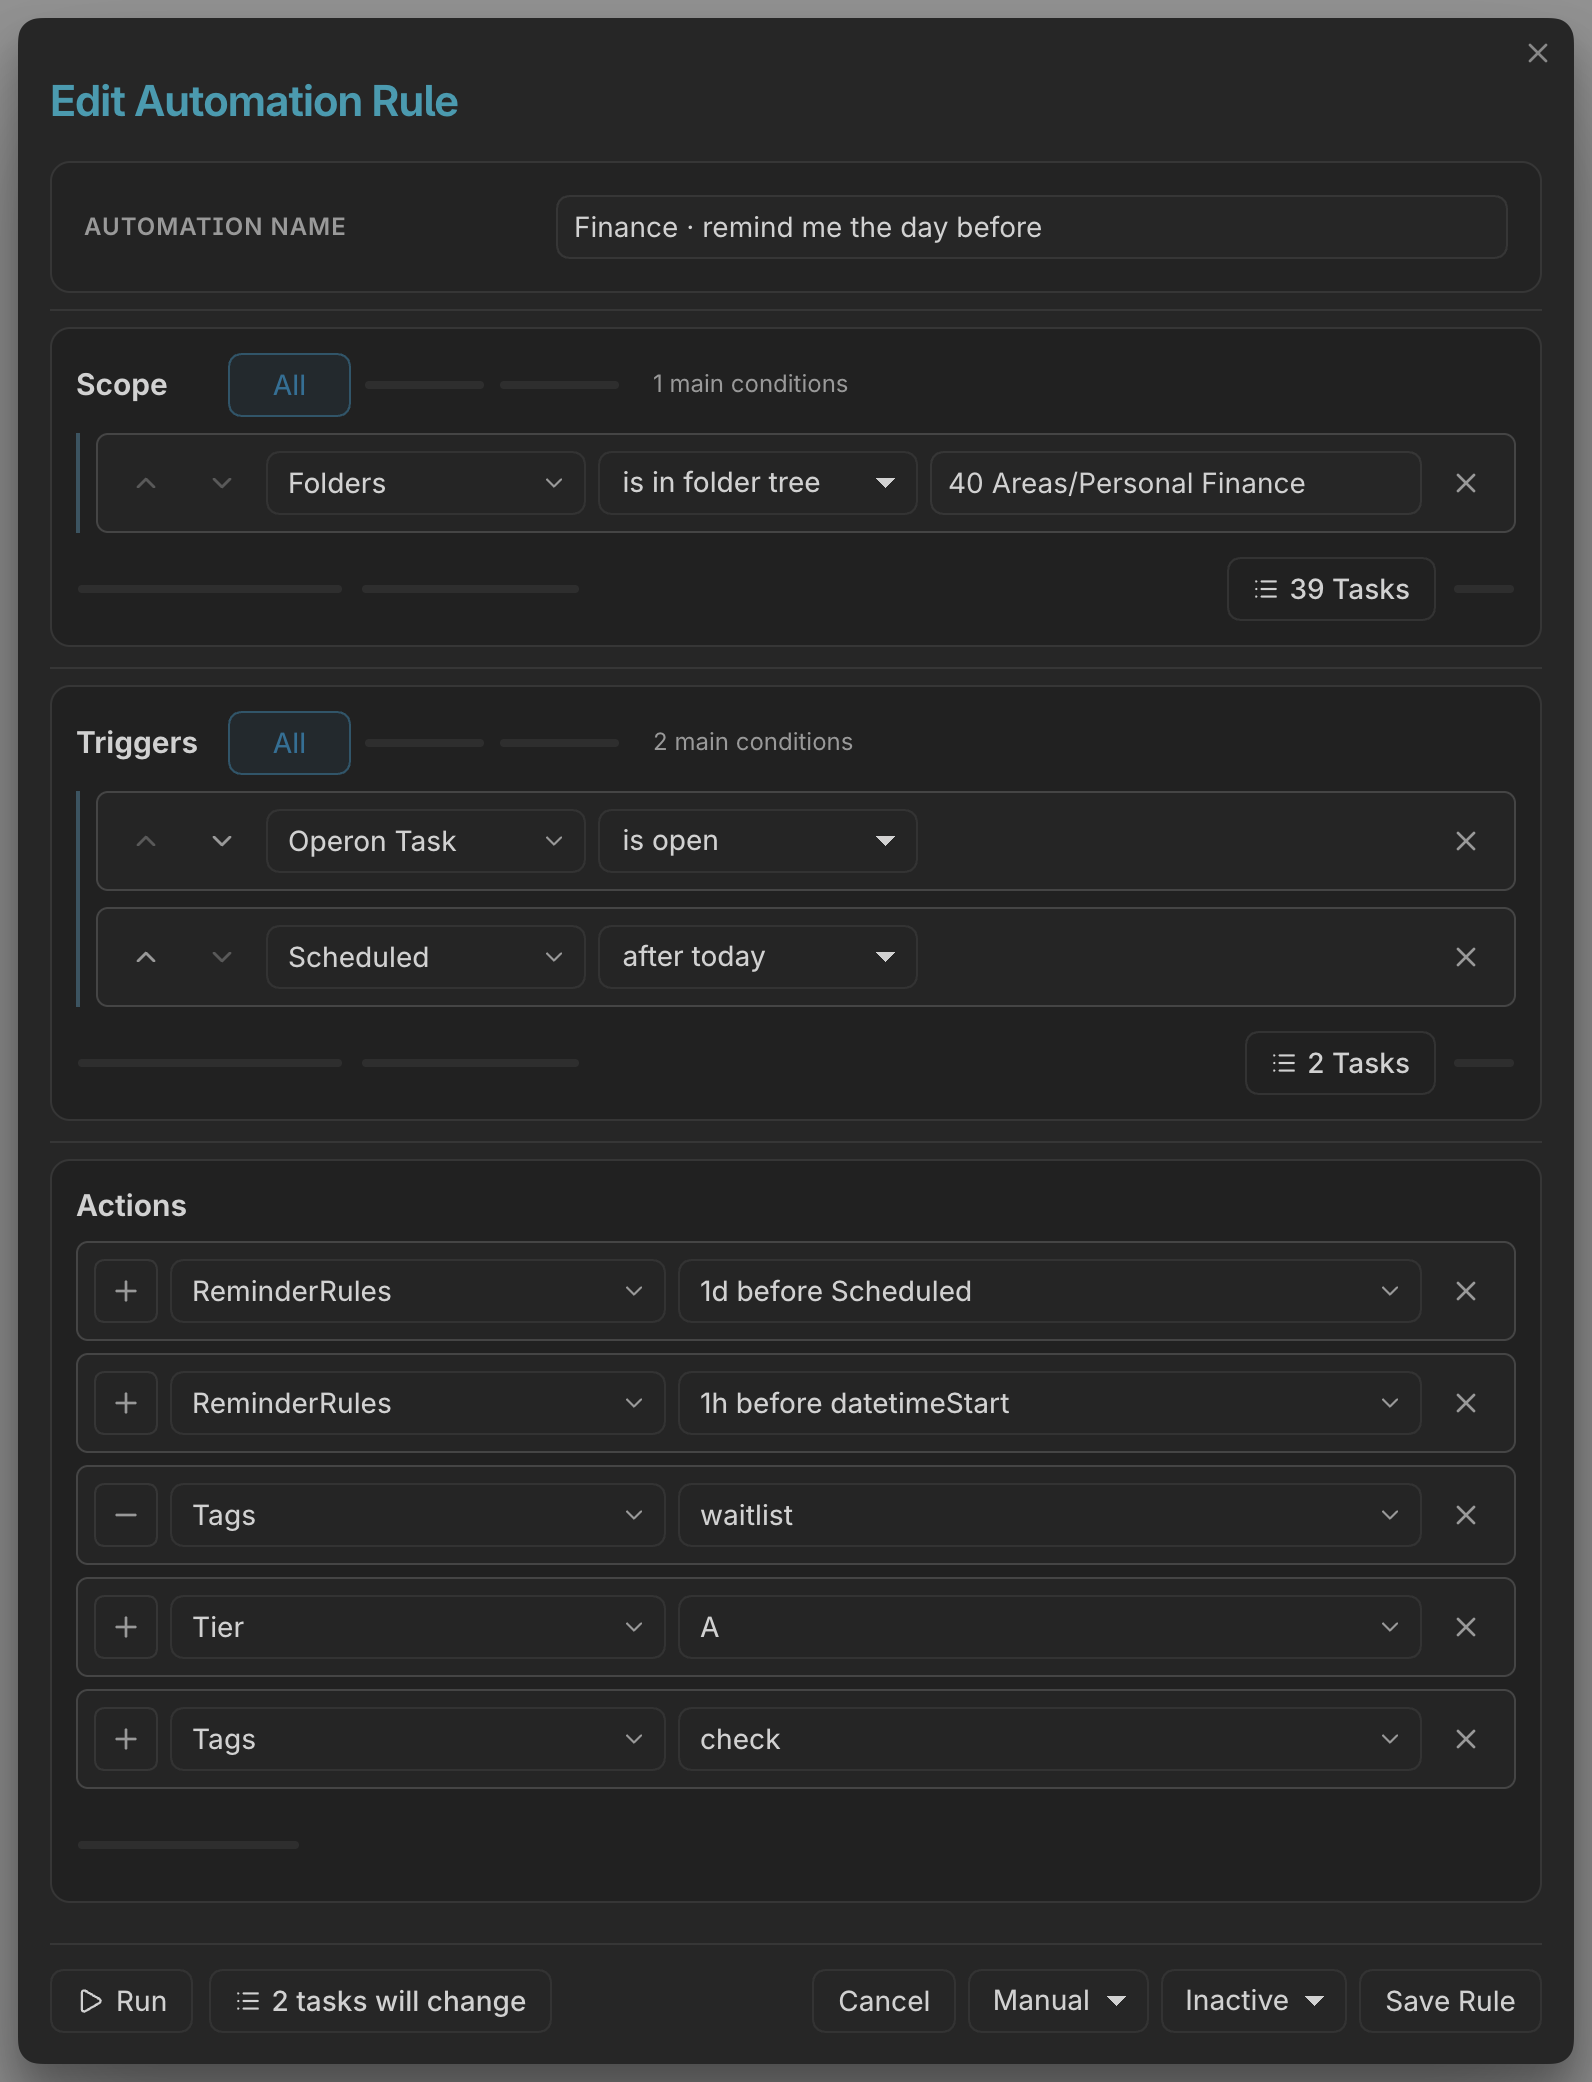 Edit Automation Rule
AUTOMATION NAME Finance · remind me the day before
Scope All 1 main conditions
Folders is in folder tree 40 Areas/Personal Finance
39 Tasks
Triggers All 2 main conditions
Operon Task is open
Scheduled after today
2 Tasks
Actions
ReminderRules 1d before Scheduled
ReminderRules 1h before datetimeStart
Tags waitlist
Tier A
Tags check
Run 2 tasks will change Cancel Manual Inactive Save Rule